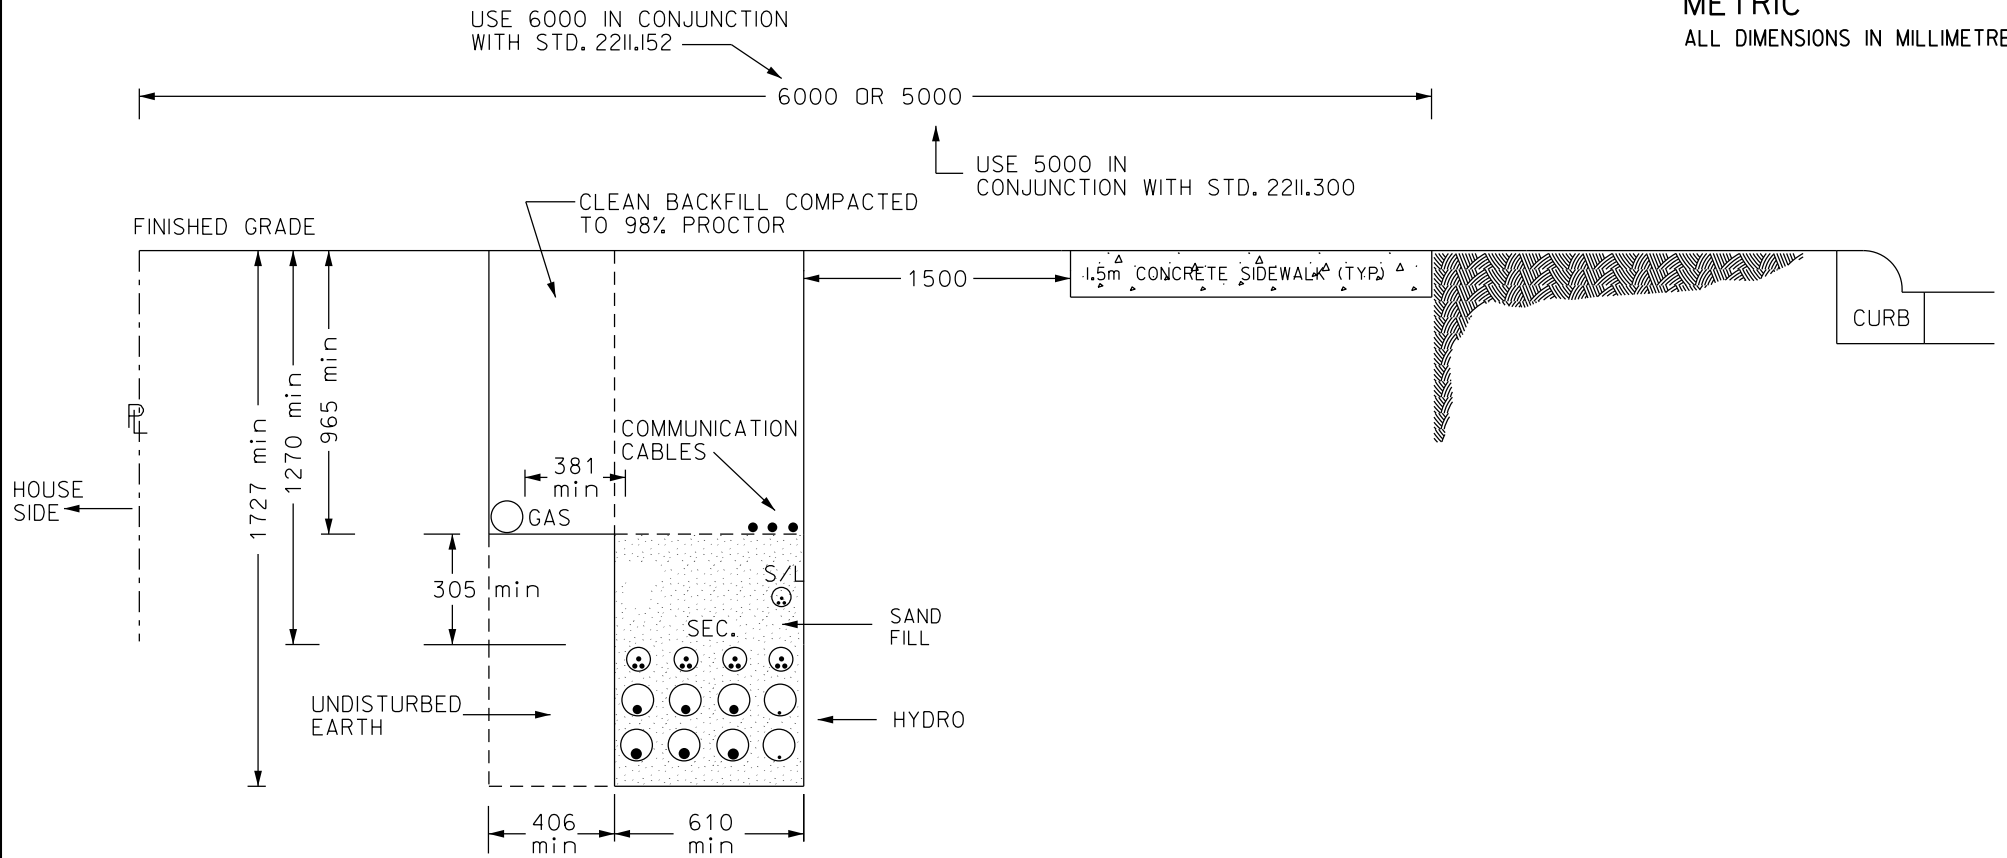 METRIC
ALL DIMENSIONS IN MILLIMETRE
USE 6000 IN CONJUNCTION
WITH STD. 2211.152
6000 OR 5000
USE 5000 IN
CONJUNCTION WITH STD. 2211.300
CLEAN BACKFILL COMPACTED
TO 98% PROCTOR
FINISHED GRADE
1500
1.5m CONCRETE SIDEWALK (TYP)
CURB
965 min
1270 min
1727 min
PL
COMMUNICATION
CABLES
381
min
HOUSE
SIDE
GAS
S/L
305 min
SAND
FILL
SEC.
UNDISTURBED
EARTH
HYDRO
406
min
610
min